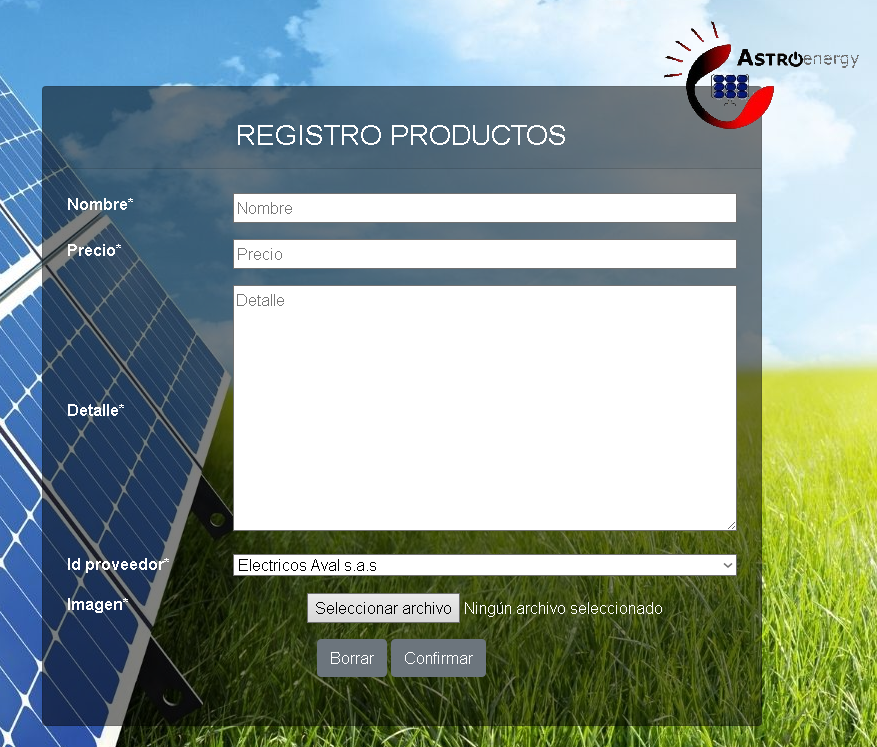 ASTROenergy
REGISTRO PRODUCTOS
Nombre*
Nombre
Precio*
Precio
Detalle
Detalle*
Id proveedor*
Electricos Aval s.a.s
Imagen*
Seleccionar archivo Ningún archivo seleccionado
Borrar Confirmar